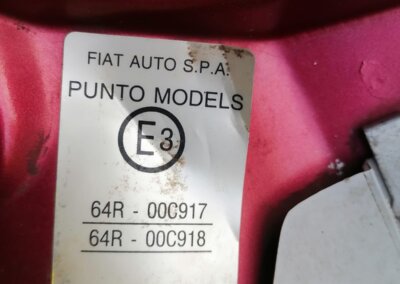 FIAT AUTO S.P.A.
PUNTO MODELS
E3
64R - 00C917
64R - 00C918